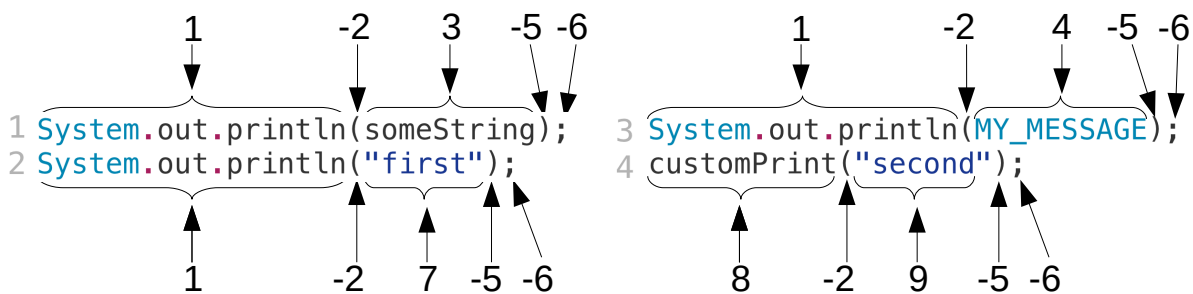 1 -2 3 -5 -6
1 System.out.println(someString);
2 System.out.println("first");
1 -2 7 -5 -6
1 -2 4 -5 -6
3 System.out.println(MY_MESSAGE);
4 customPrint("second");
8 -2 9 -5 -6